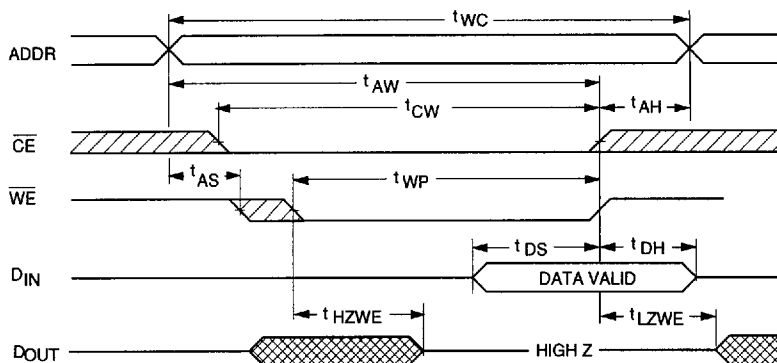 tWC
ADDR
tAW
tCW
tAH
CE
tAS
tWP
WE
tDS
tDH
DIN
DATA VALID
tHZWE
tLZWE
DOUT
HIGH Z